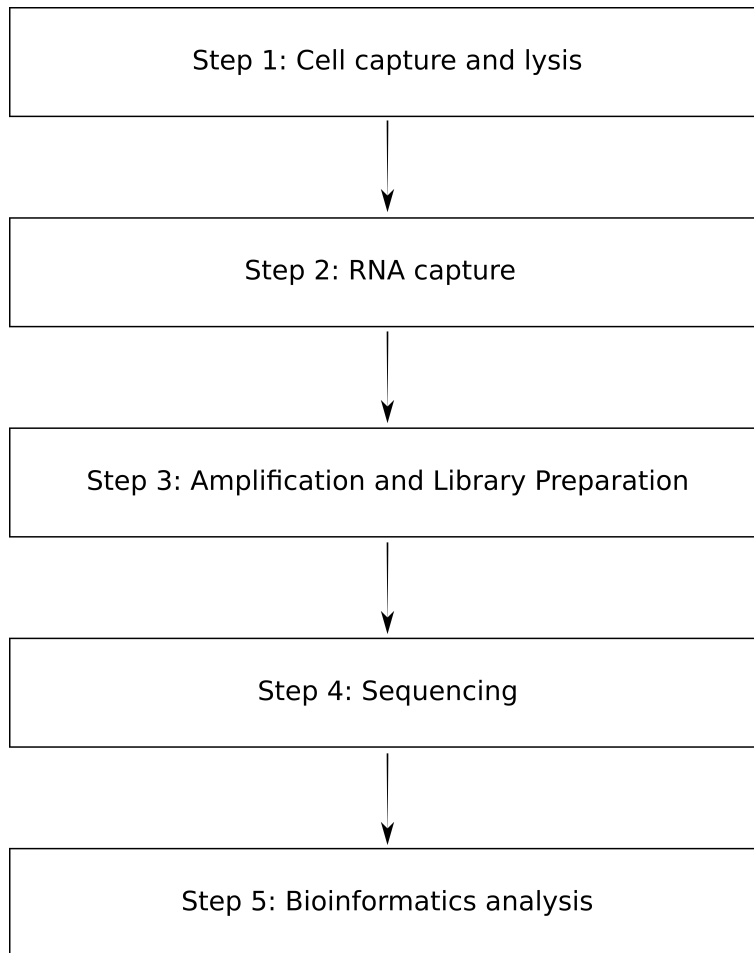 Step 1: Cell capture and lysis
Step 2: RNA capture
Step 3: Amplification and Library Preparation
Step 4: Sequencing
Step 5: Bioinformatics analysis